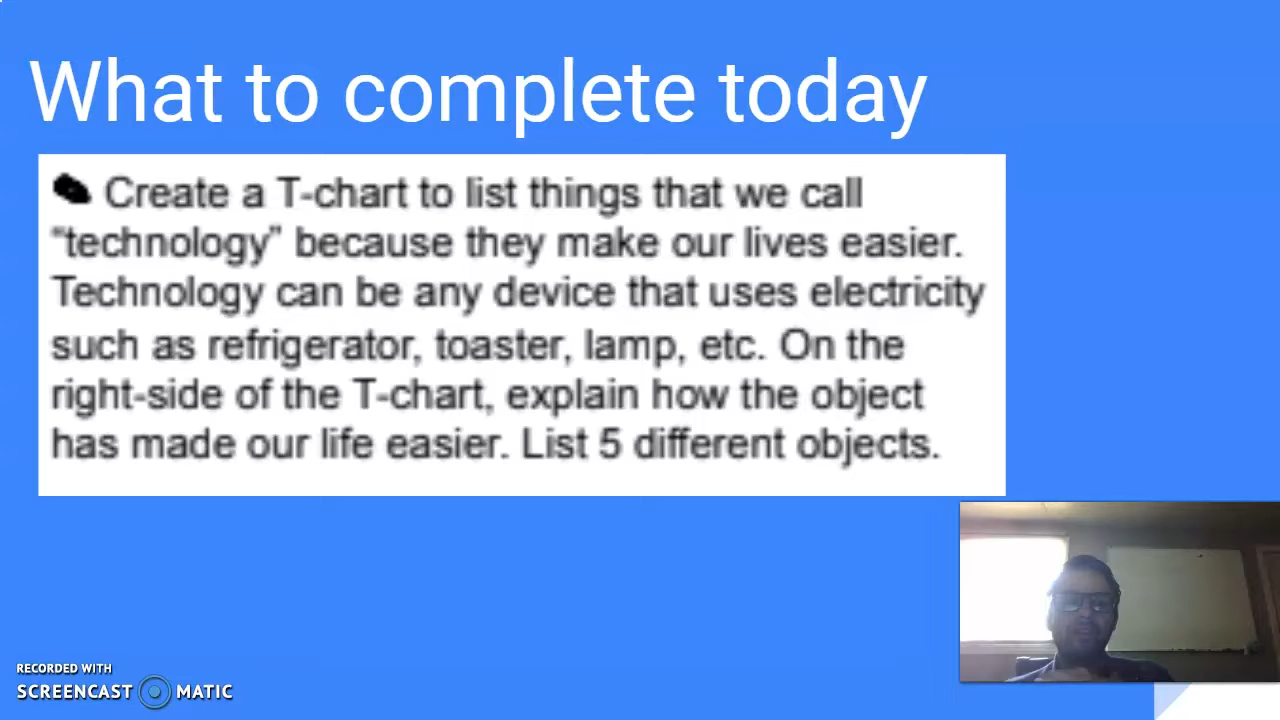 What to complete today
Create a T-chart to list things that we call
“technology” because they make our lives easier.
Technology can be any device that uses electricity
such as refrigerator, toaster, lamp, etc. On the
right-side of the T-chart, explain how the object
has made our life easier. List 5 different objects.
RECORDED WITH
SCREENCAST MATIC